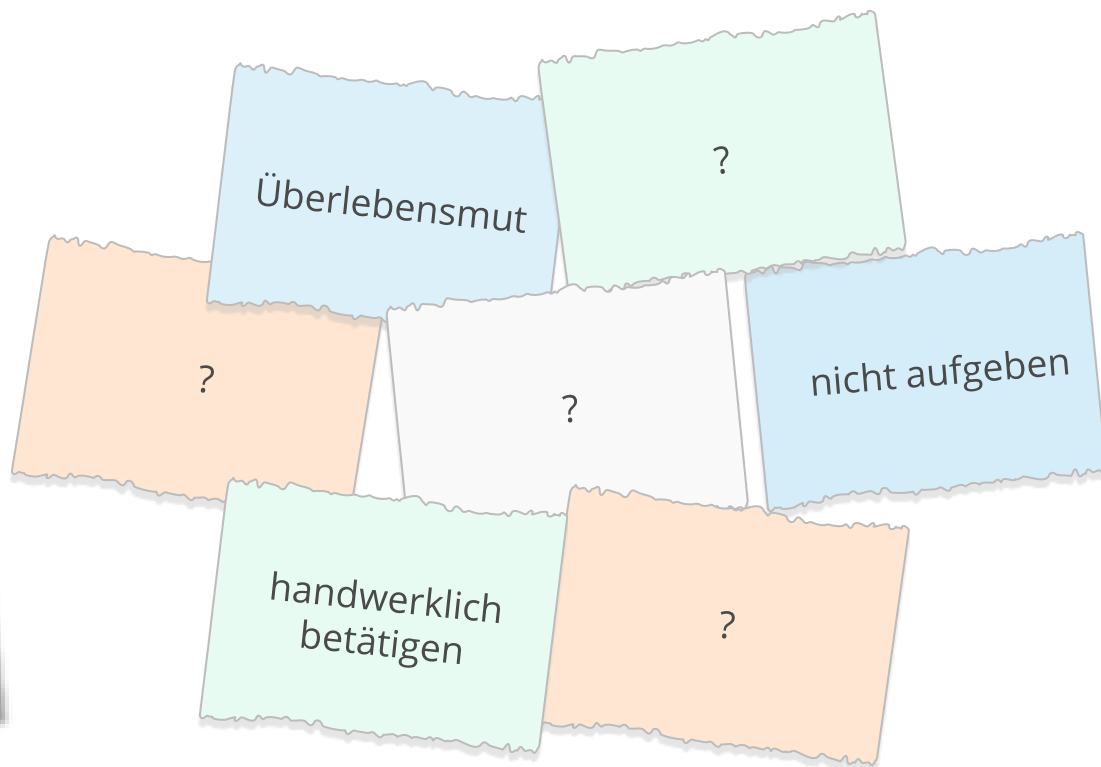 ?
Überlebensmut
?
?
nicht aufgeben
?
handwerklich
betätigen
?